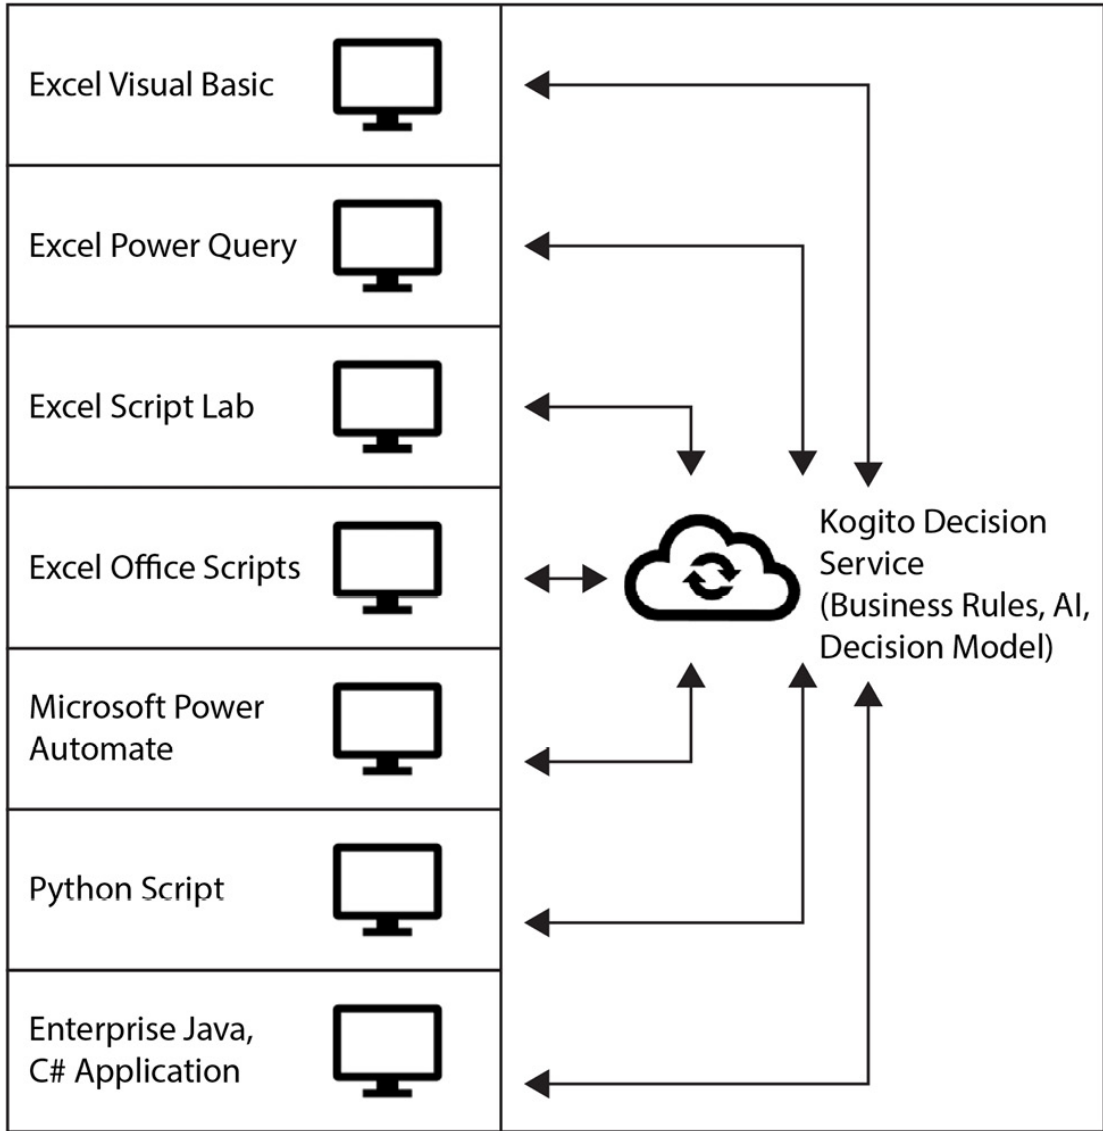 Excel Visual Basic
Excel Power Query
Excel Script Lab
Excel Office Scripts
Microsoft Power
Automate
Python Script
Enterprise Java,
C# Application
Kogito Decision
Service
(Business Rules, AI,
Decision Model)